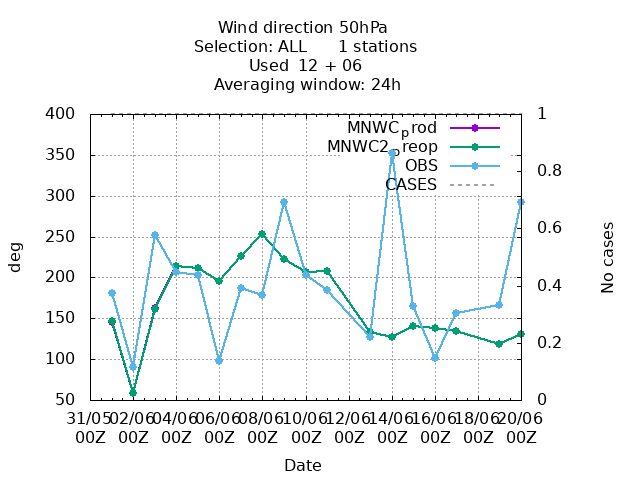 Wind direction 50hPa
Selection: ALL 1 stations
Used 12 + 06
Averaging window: 24h
MNWCprod
MNWC2preop
OBS
CASES
400
350
300
250
200
150
100
50
1
0.8
0.6
0.4
0.2
0
deg
No cases
31/05 02/06 04/06 06/06 08/06 10/06 12/06 14/06 16/06 18/06 20/06
00Z 00Z 00Z 00Z 00Z 00Z 00Z 00Z 00Z 00Z 00Z
Date